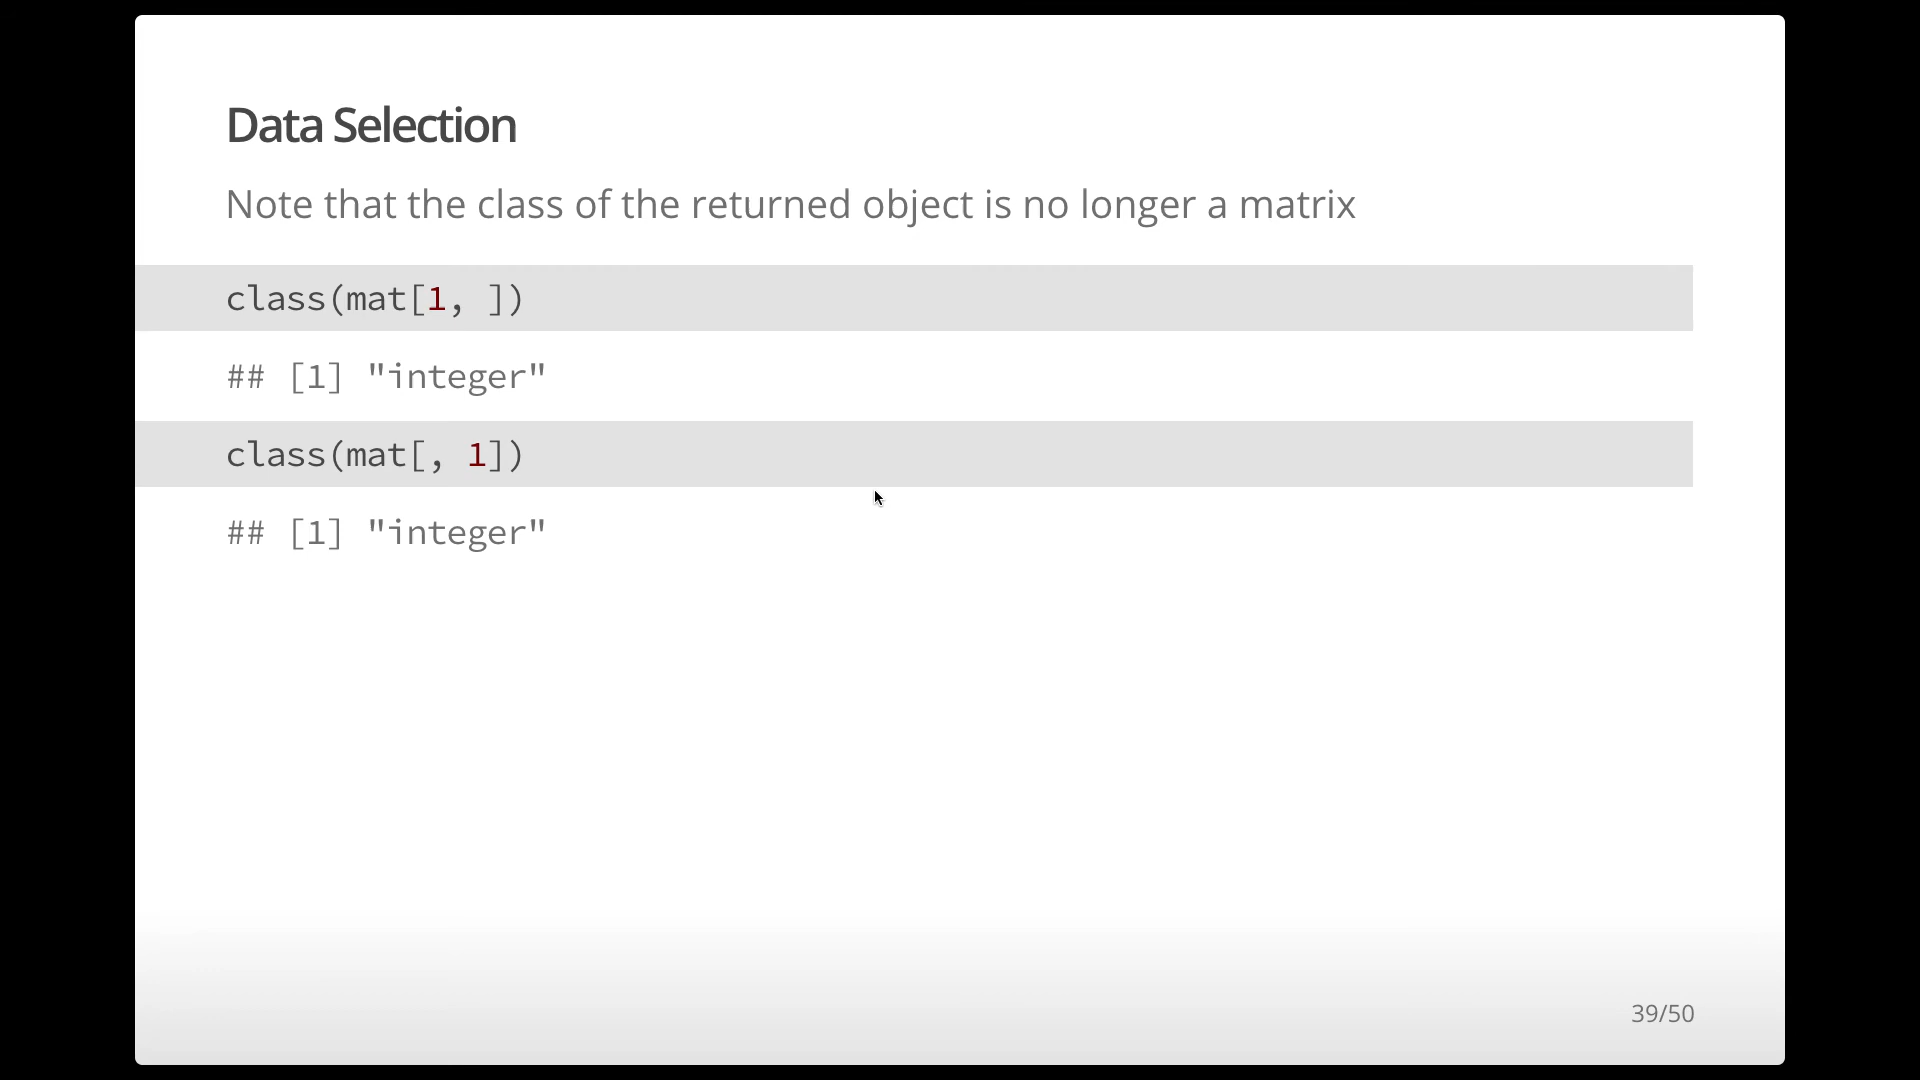 Data Selection
Note that the class of the returned object is no longer a matrix
class(mat[1, ])
## [1] "integer"
class(mat[, 1])
## [1] "integer"
39/50